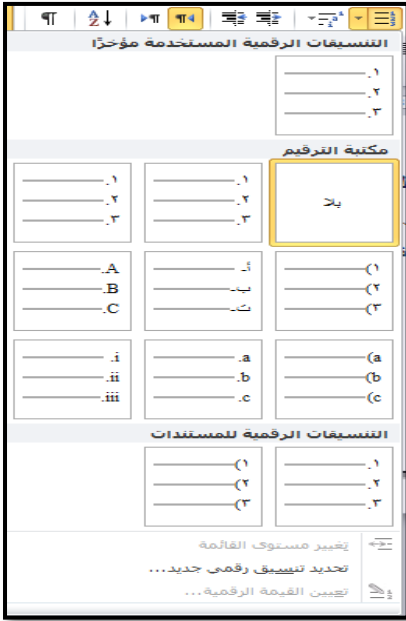 التنسيقات الرقمية المستخدمة مؤخرًا
١.
٢.
٣.
مكتبة الترقيم
بلا
١.
٢.
٣.
١.
٢.
٣.
١)
٢)
٣)
أ-
ب-
ت-
A.
B.
C.
a)
b)
c)
a.
b.
c.
i.
ii.
iii.
التنسيقات الرقمية للمستندات
١.
٢.
٣.
١)
٢)
٣)
تغيير مستوى القائمة
تحديد تنسيق رقمي جديد...
تعيين القيمة الرقمية...